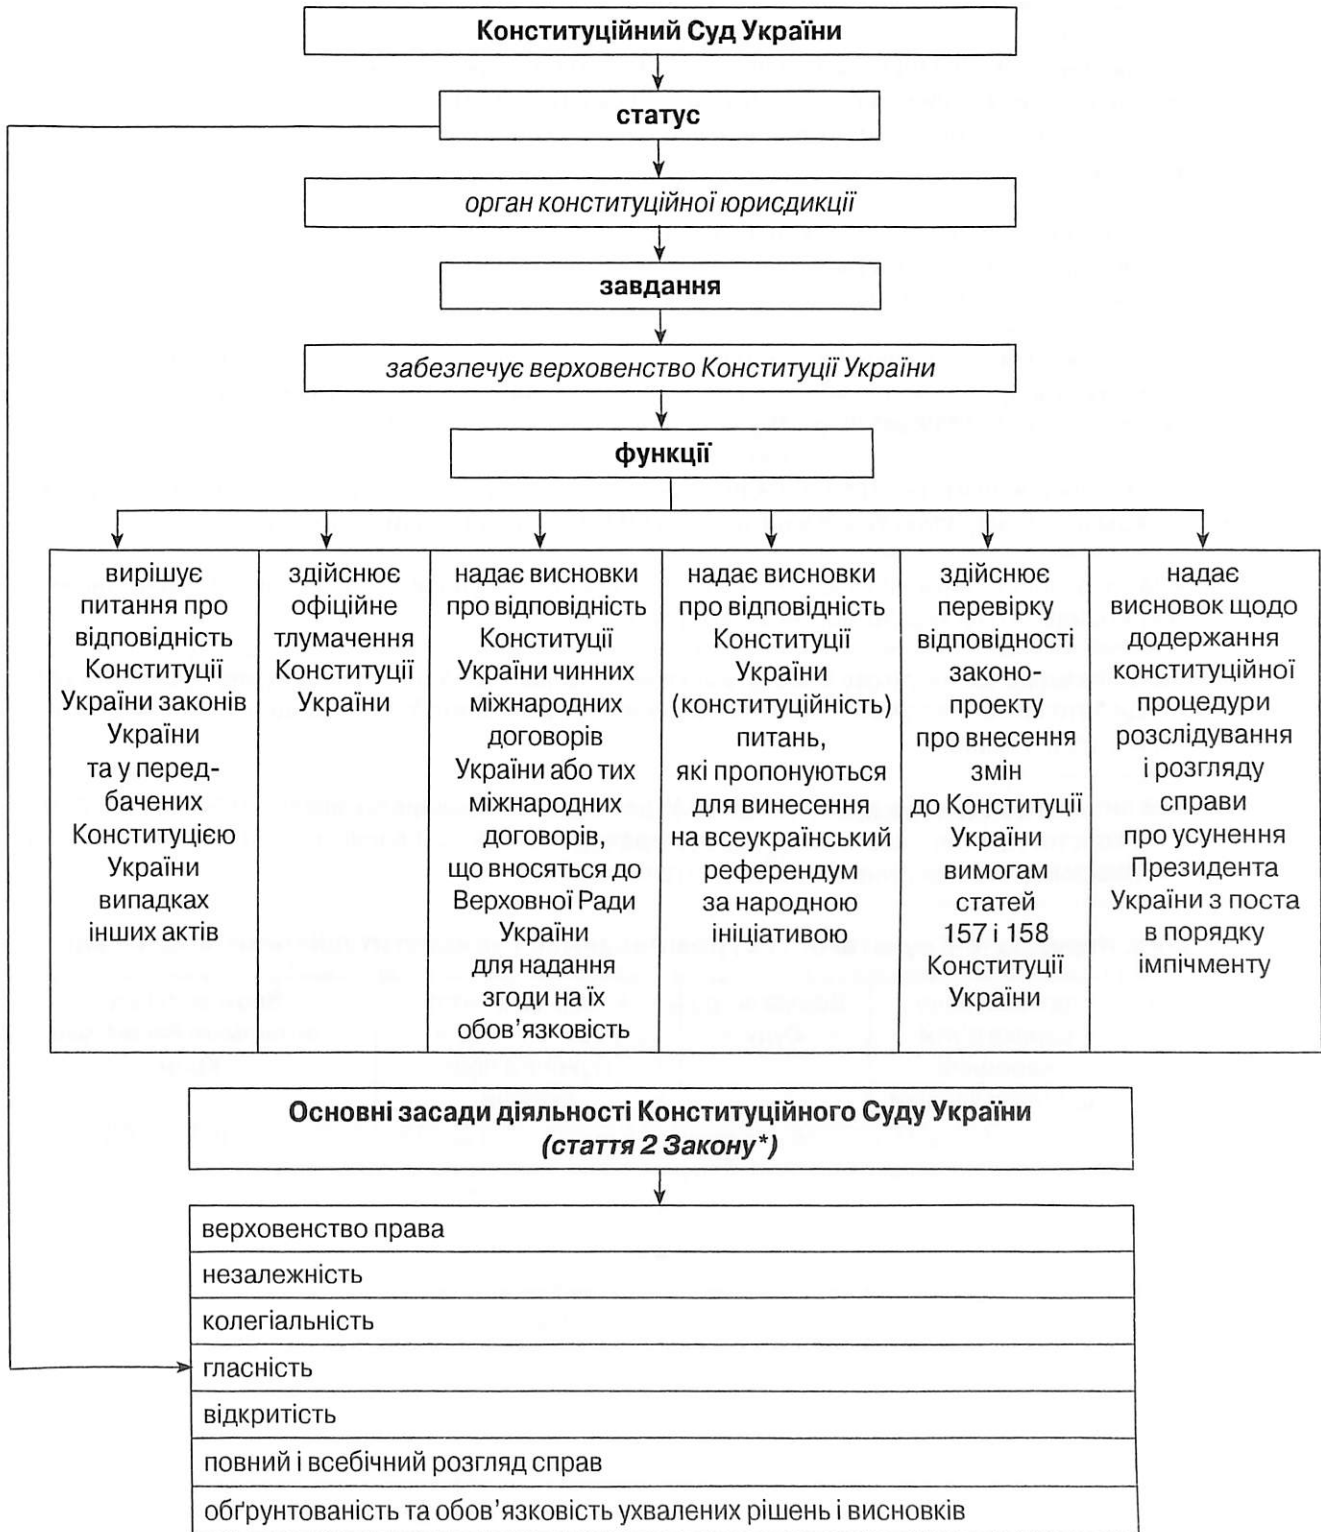 Конституційний Суд України
статус
орган конституційної юрисдикції
завдання
забезпечує верховенство Конституції України
функції
вирішує
питання про
відповідність
Конституції
України законів
України
та у перед-
бачених
Конституцією
України
випадках
інших актів
здійснює
офіційне
тлумачення
Конституції
України
надає висновки
про відповідність
Конституції
України чинних
міжнародних
договорів
України або тих
міжнародних
договорів,
що вносяться до
Верховної Ради
України
для надання
згоди на їх
обов’язковість
надає висновки
про відповідність
Конституції
України
(конституційність)
питань,
які пропонуються
для винесення
на всеукраїнський
референдум
за народною
ініціативою
здійснює
перевірку
відповідності
законо-
проекту
про внесення
змін
до Конституції
України
вимогам
статей
157 і 158
Конституції
України
надає
висновок щодо
додержання
конституційної
процедури
розслідування
і розгляду
справи
про усунення
Президента
України з поста
в порядку
імпічменту
Основні засади діяльності Конституційного Суду України
(стаття 2 Закону*)
верховенство права
незалежність
колегіальність
гласність
відкритість
повний і всебічний розгляд справ
обґрунтованість та обов’язковість ухвалених рішень і висновків